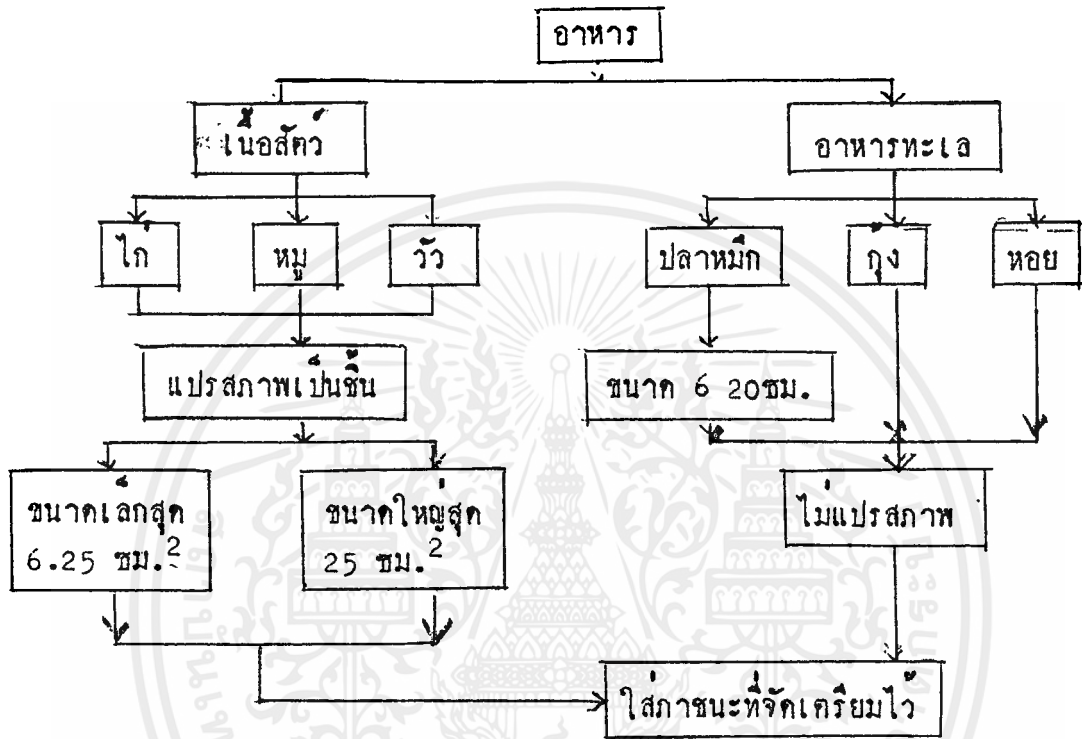 อาหาร
เนื้อสัตว์
อาหารทะเล
ไก่
หมู
วัว
ปลาหมึก
กุ้ง
หอย
แปรสภาพเป็นชิ้น
ขนาด 6 20ซม.
ขนาดเล็กสุด
6.25 ซม.²
ขนาดใหญ่สุด
25 ซม.²
ไม่แปรสภาพ
ใส่ภาชนะที่จัดเตรียมไว้